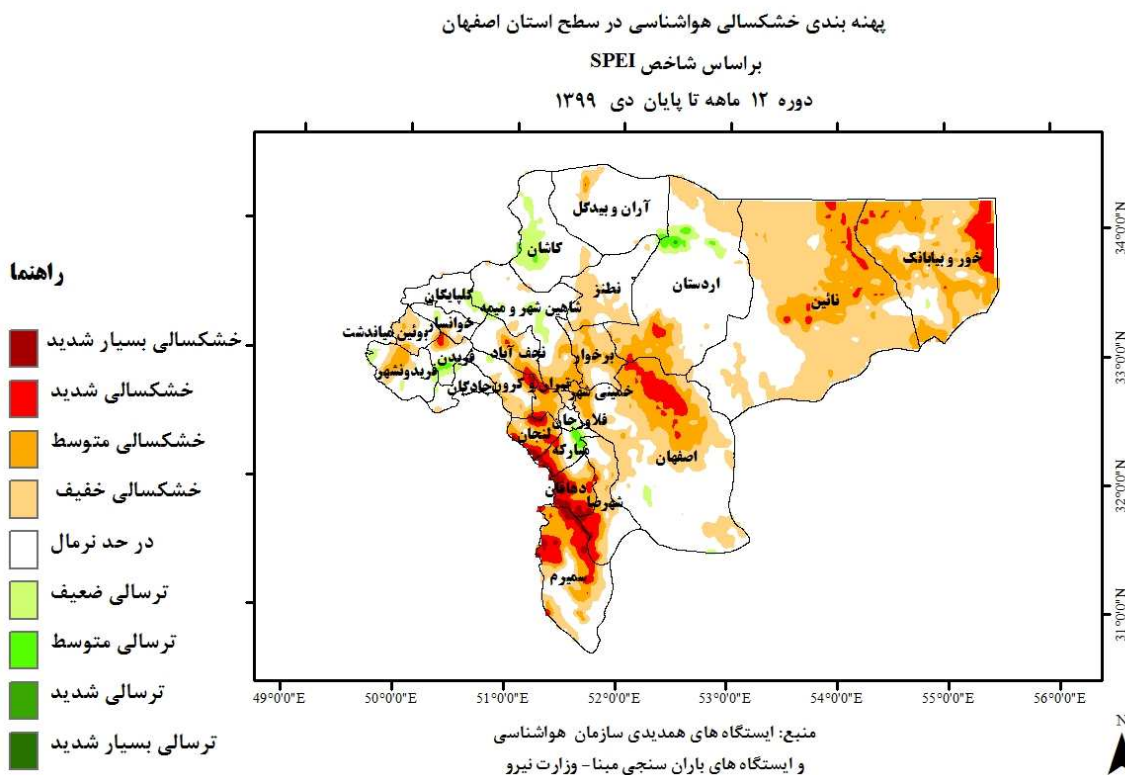 پهنه بندی خشکسالی هواشناسی در سطح استان اصفهان
براساس شاخص SPEI
دوره ۱۲ ماهه تا پایان دی ۱۳۹۹
راهنما
خشکسالی بسیار شدید
خشکسالی شدید
خشکسالی متوسط
خشکسالی خفیف
در حد نرمال
ترسالی ضعیف
ترسالی متوسط
ترسالی شدید
ترسالی بسیار شدید
آران و بیدگل
کاشان
خور و بیابانک
اردستان
نطنز
نائین
گلپایگان
شاهین شهر و میمه
خوانسار
بوئین میاندشت
نجف آباد
برخوار
فریدن
فریدونشهر
چادگان
تیران و کرون
خمینی شهر
فلاورجان
لنجان
مبارکه
اصفهان
دهاقان
شهرضا
سمیرم
34°0'0"N
33°0'0"N
32°0'0"N
31°0'0"N
49°0'0"E
50°0'0"E
51°0'0"E
52°0'0"E
53°0'0"E
54°0'0"E
55°0'0"E
56°0'0"E
N
منبع: ایستگاه های همدیدی سازمان هواشناسی
و ایستگاه های باران سنجی مبنا- وزارت نیرو